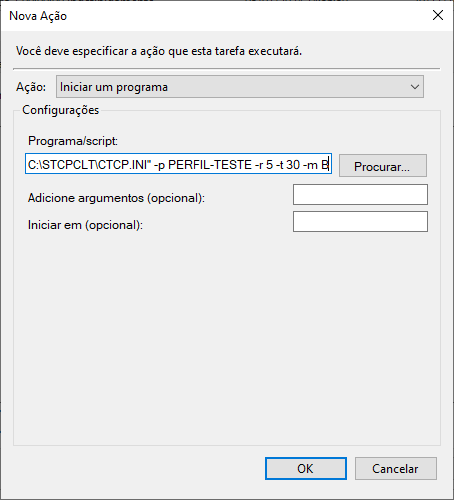 Nova Ação
Você deve especificar a ação que esta tarefa executará.
Ação: Iniciar um programa
Configurações
Programa/script:
C:\STCPCLT\CTCP.INI" -p PERFIL-TESTE -r 5 -t 30 -m B Procurar...
Adicione argumentos (opcional):
Iniciar em (opcional):
OK Cancelar